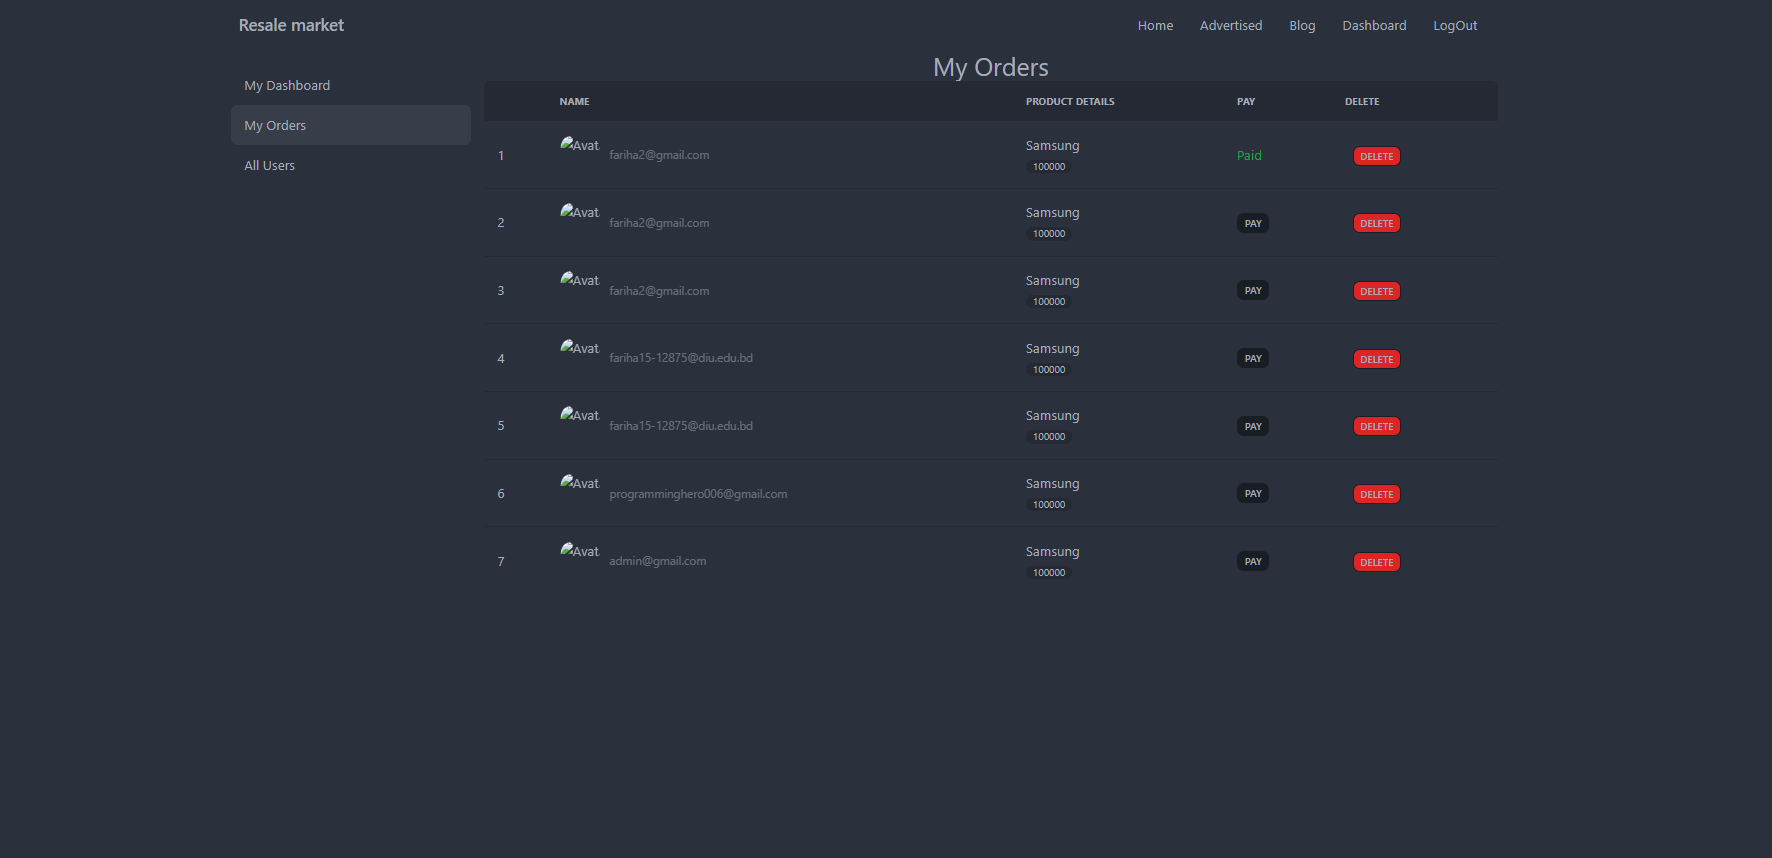 Resale market
Home Advertised Blog Dashboard LogOut
My Dashboard
My Orders
All Users
My Orders
NAME PRODUCT DETAILS PAY DELETE
1 Avat fariha2@gmail.com Samsung 100000 Paid DELETE
2 Avat fariha2@gmail.com Samsung 100000 PAY DELETE
3 Avat fariha2@gmail.com Samsung 100000 PAY DELETE
4 Avat fariha15-12875@diu.edu.bd Samsung 100000 PAY DELETE
5 Avat fariha15-12875@diu.edu.bd Samsung 100000 PAY DELETE
6 Avat programminghero006@gmail.com Samsung 100000 PAY DELETE
7 Avat admin@gmail.com Samsung 100000 PAY DELETE